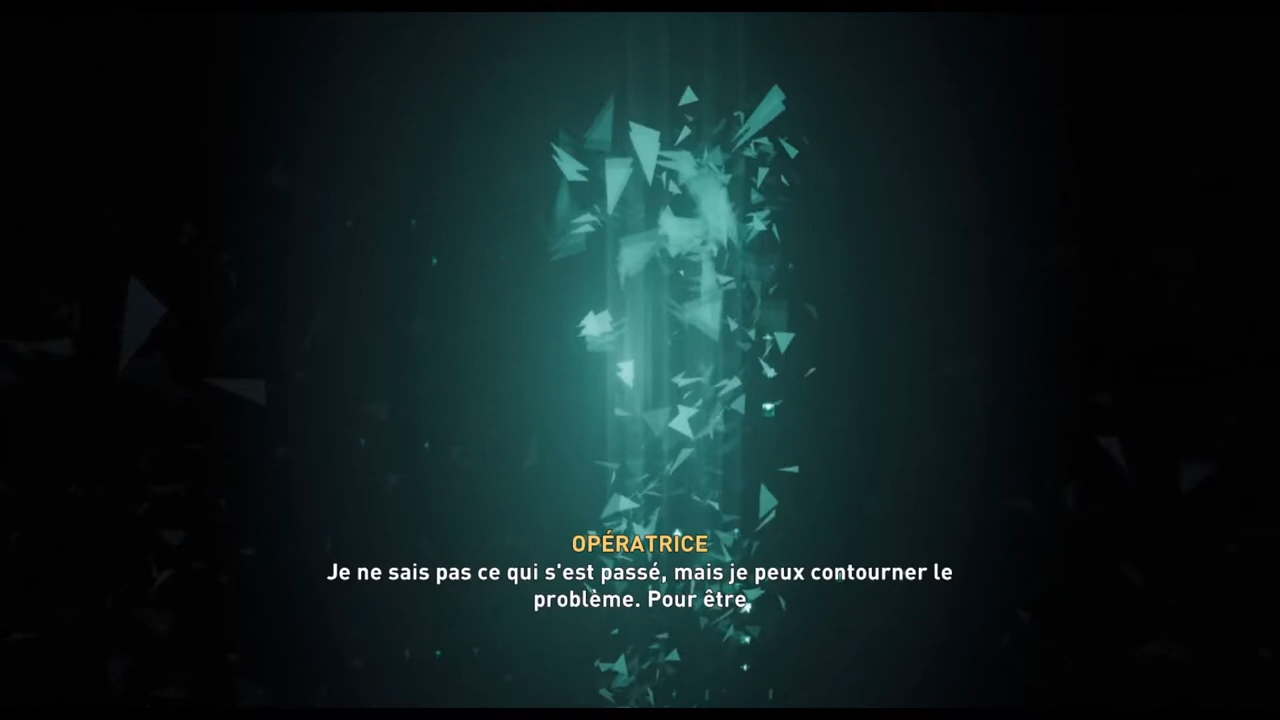 OPÉRATRICE
Je ne sais pas ce qui s'est passé, mais je peux contourner le
problème. Pour être